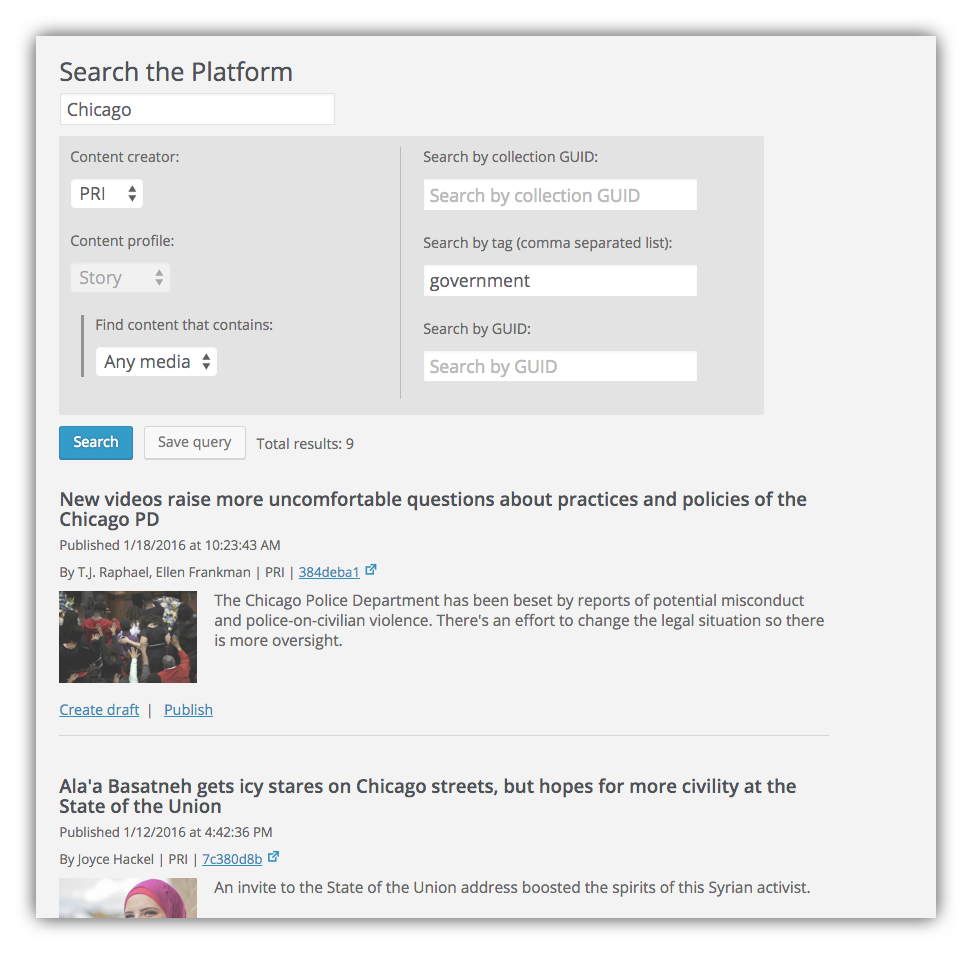 Search the Platform
Chicago
Content creator:
PRI
Content profile:
Story
Find content that contains:
Any media
Search by collection GUID:
Search by collection GUID
Search by tag (comma separated list):
government
Search by GUID:
Search by GUID
Search
Save query
Total results: 9
New videos raise more uncomfortable questions about practices and policies of the
Chicago PD
Published 1/18/2016 at 10:23:43 AM
By T.J. Raphael, Ellen Frankman | PRI | 384deba1
The Chicago Police Department has been beset by reports of potential misconduct
and police-on-civilian violence. There's an effort to change the legal situation so there
is more oversight.
Create draft | Publish
Ala'a Basatneh gets icy stares on Chicago streets, but hopes for more civility at the
State of the Union
Published 1/12/2016 at 4:42:36 PM
By Joyce Hackel | PRI | 7c380d8b
An invite to the State of the Union address boosted the spirits of this Syrian activist.